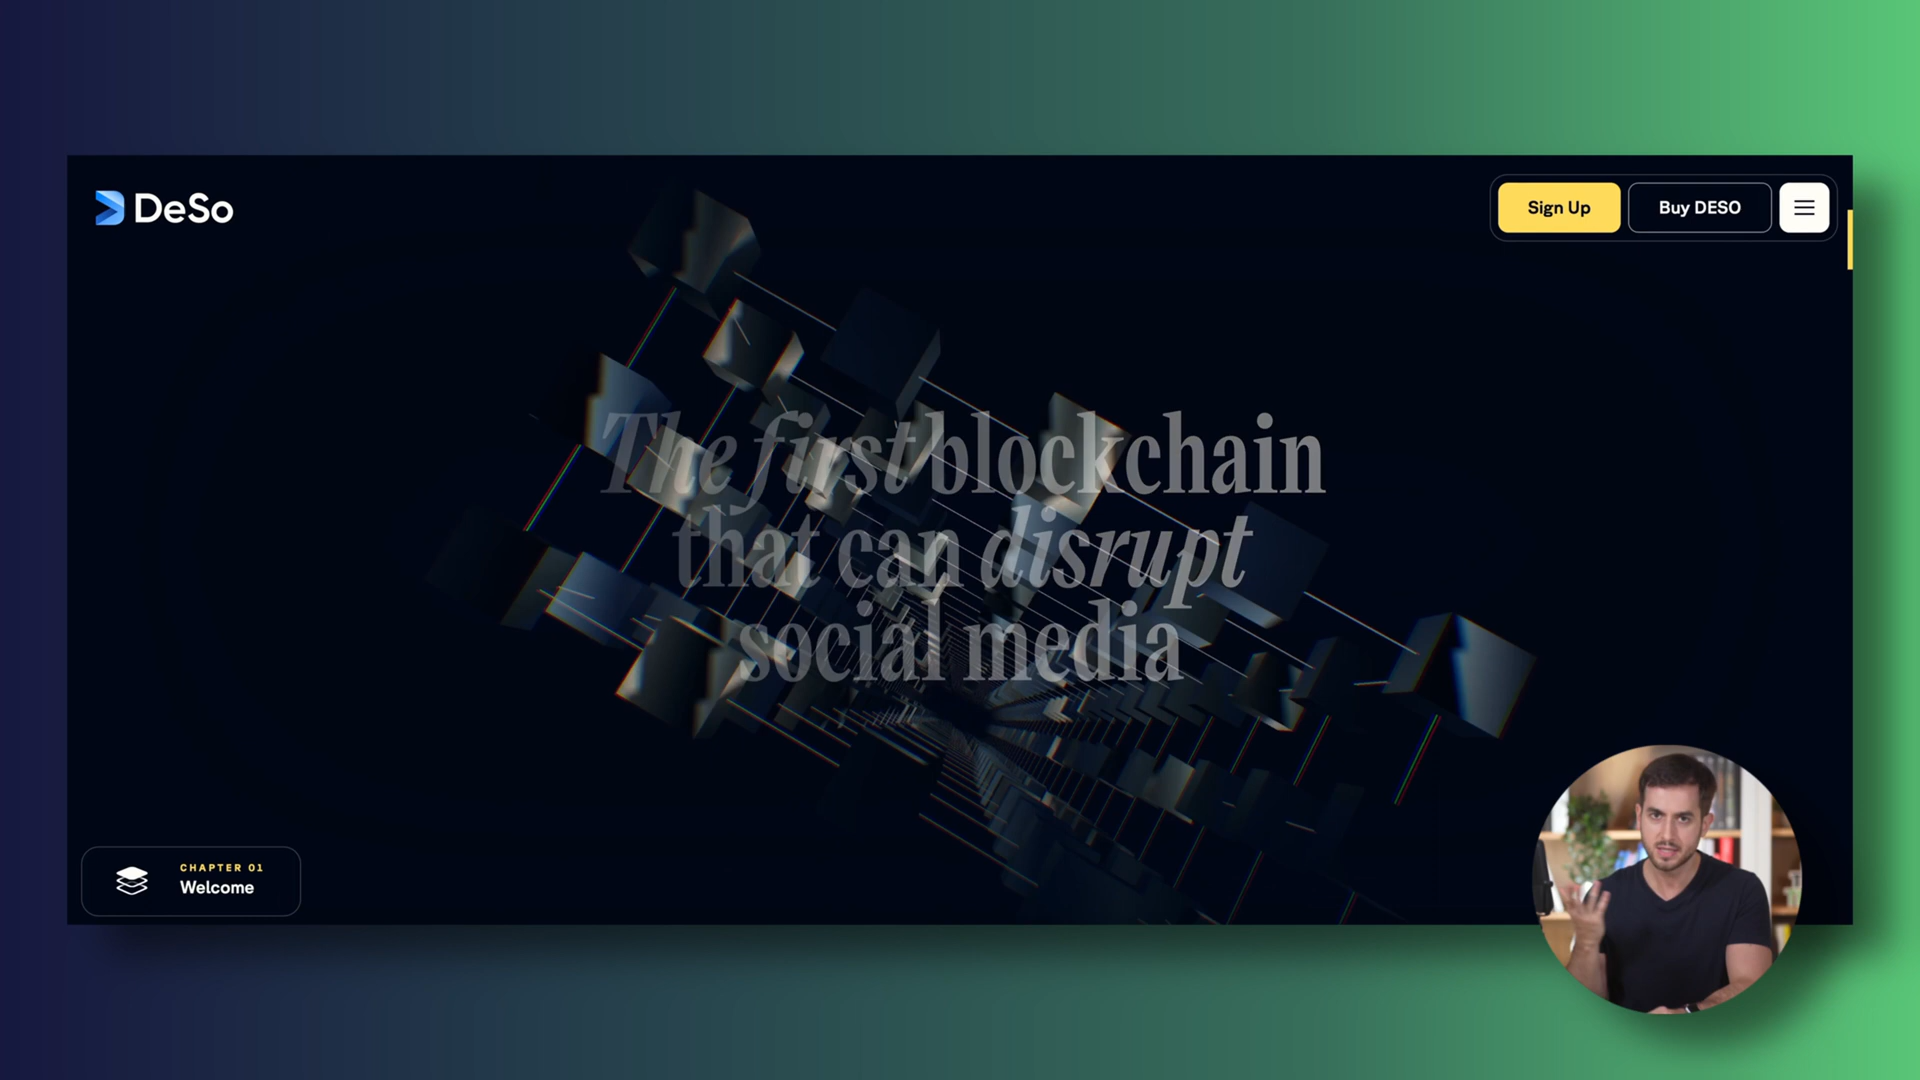 DeSo
Sign Up
Buy DESO
The first blockchain
that can disrupt
social media
CHAPTER 01
Welcome